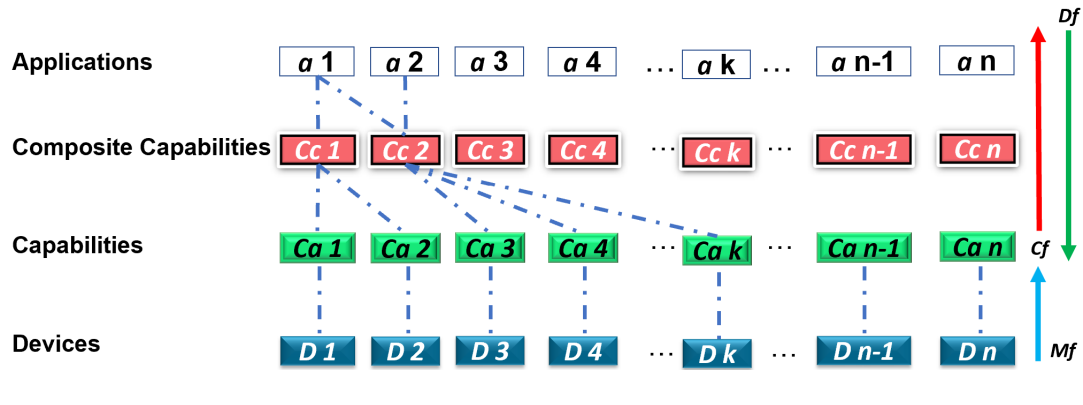 Df
Applications a 1 a 2 a 3 a 4 ... a k ... a n-1 a n
Composite Capabilities Cc 1 Cc 2 Cc 3 Cc 4 ... Cc k ... Cc n-1 Cc n
Capabilities Ca 1 Ca 2 Ca 3 Ca 4 ... Ca k ... Ca n-1 Ca n Cf
Devices D 1 D 2 D 3 D 4 ... D k ... D n-1 D n Mf